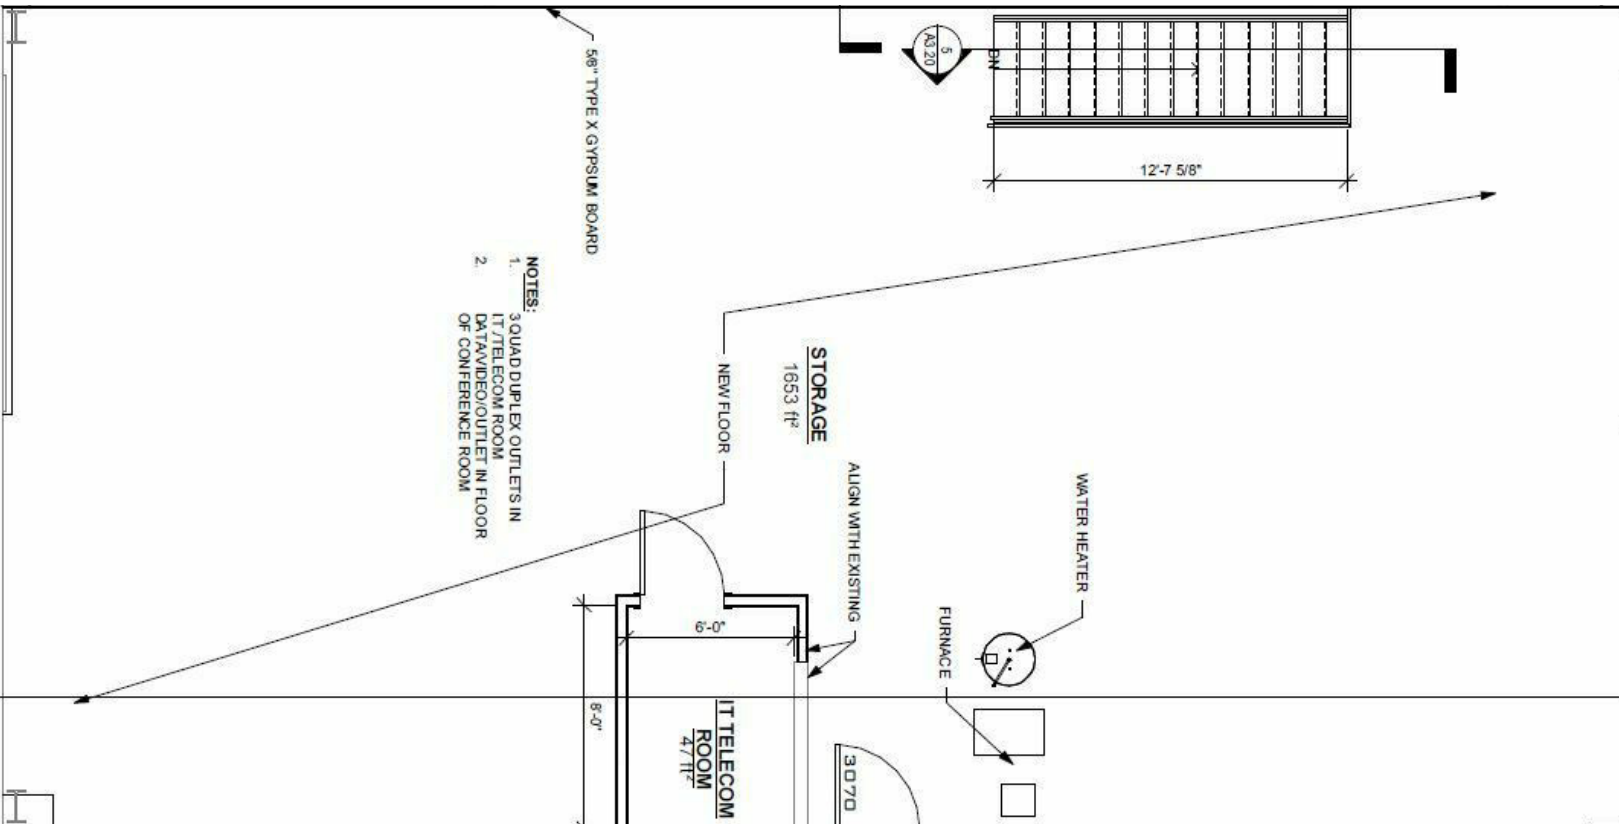 5/8" TYPE X GYPSUM BOARD
5
A3.20
DN
12'-7 5/8"
NOTES:
1. 3 QUAD DUPLEX OUTLETS IN
IT /TELECOM ROOM
2. DATA/VIDEO/OUTLET IN FLOOR
OF CONFERENCE ROOM
NEW FLOOR
STORAGE
1653 ft²
ALIGN WITH EXISTING
WATER HEATER
FURNACE
6'-0"
8'-0"
IT TELECOM
ROOM
47 ft²
3070